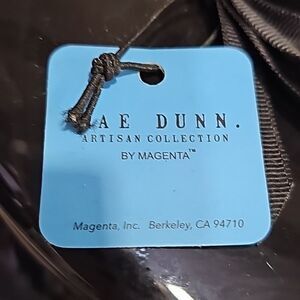 AE DUNN.
ARTISAN COLLECTION
BY MAGENTA™
Magenta, Inc. Berkeley, CA 94710